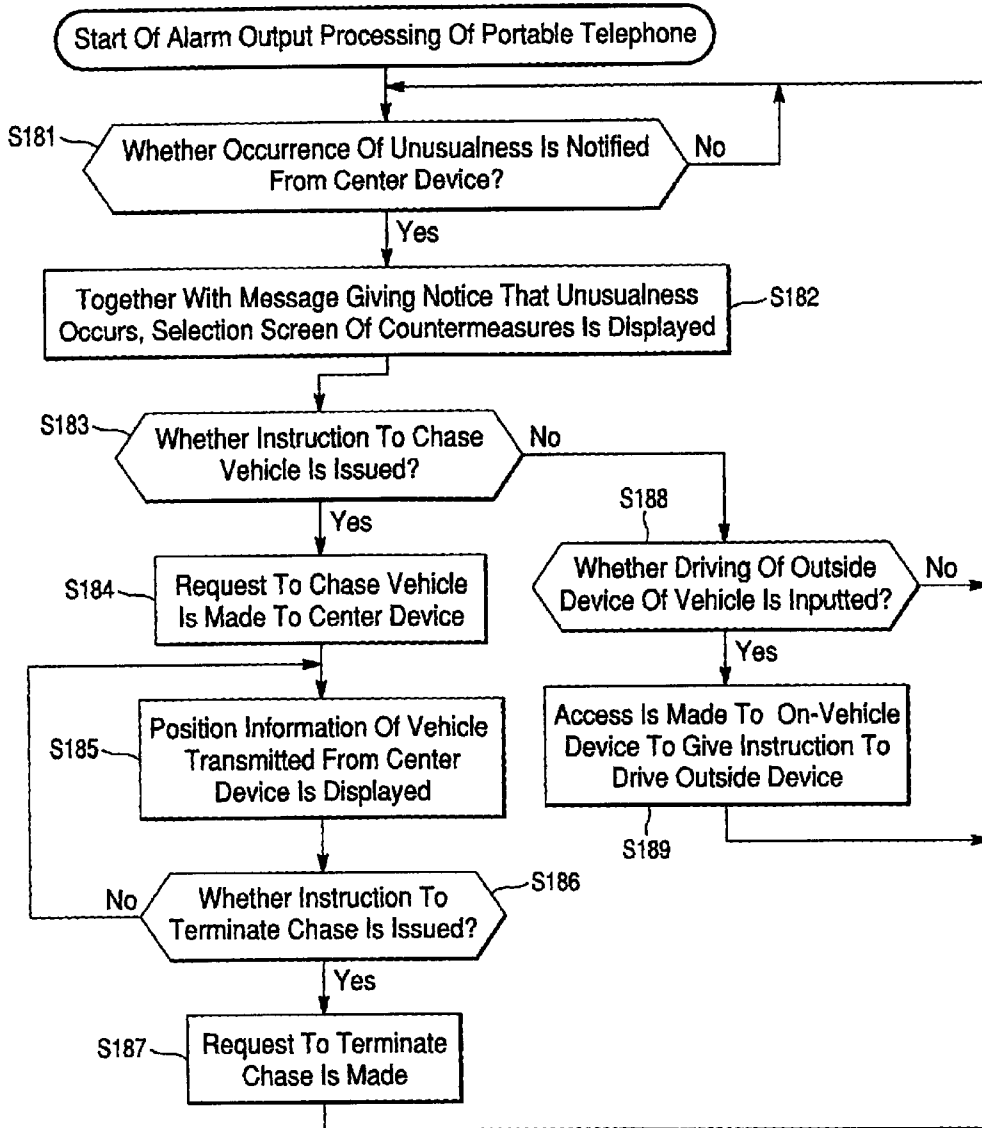 Start Of Alarm Output Processing Of Portable Telephone
S181
Whether Occurrence Of Unusualness Is Notified
From Center Device?
No
Yes
Together With Message Giving Notice That Unusualness
Occurs, Selection Screen Of Countermeasures Is Displayed
S182
S183
Whether Instruction To Chase
Vehicle Is Issued?
No
Yes
S188
Whether Driving Of Outside
Device Of Vehicle Is Inputted?
No
Yes
S184
Request To Chase Vehicle
Is Made To Center Device
Access Is Made To On-Vehicle
Device To Give Instruction To
Drive Outside Device
S189
S185
Position Information Of Vehicle
Transmitted From Center
Device Is Displayed
S186
Whether Instruction To
Terminate Chase Is Issued?
No
Yes
S187
Request To Terminate
Chase Is Made